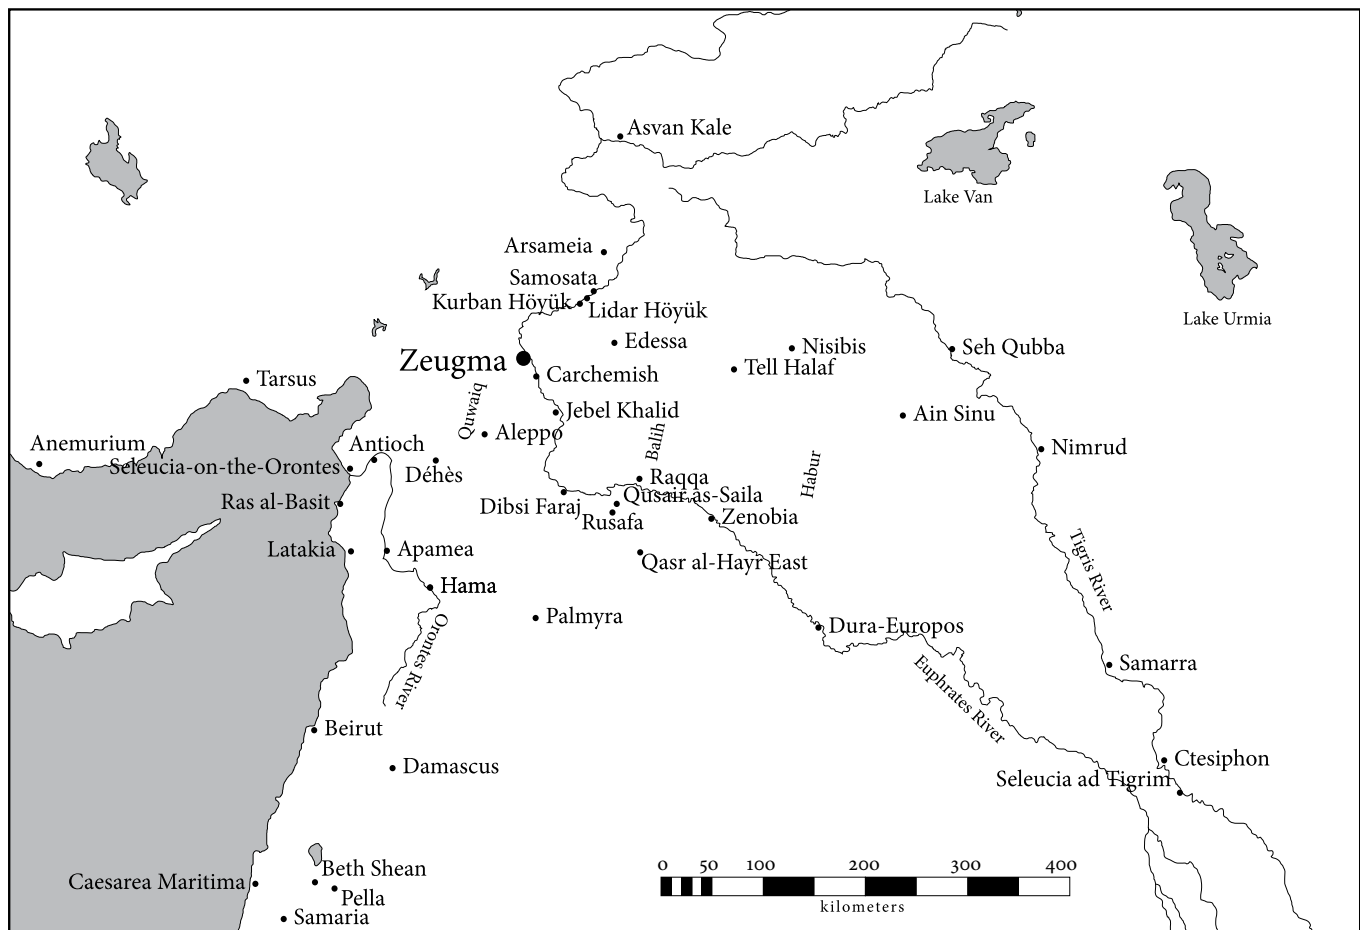 Asvan Kale
Lake Van
Arsameia
Samosata
Kurban Höyük
Lidar Höyük
Lake Urmia
Edessa
Nisibis
Seh Qubba
Zeugma
Tell Halaf
Carchemish
Tarsus
Quwaiq
Jebel Khalid
Ain Sinu
Aleppo
Balih
Anemurium
Antioch
Nimrud
Seleucia-on-the-Orontes
Déhès
Habur
Raqqa
Qusair as-Saila
Ras al-Basit
Dibsi Faraj
Rusafa
Zenobia
Latakia
Apamea
Qasr al-Hayr East
Tigris River
Hama
Palmyra
Dura-Europos
Orontes River
Samarra
Euphrates River
Beirut
Damascus
Ctesiphon
Seleucia ad Tigrim
Beth Shean
Caesarea Maritima
Pella
Samaria
0 50 100 200 300 400
kilometers